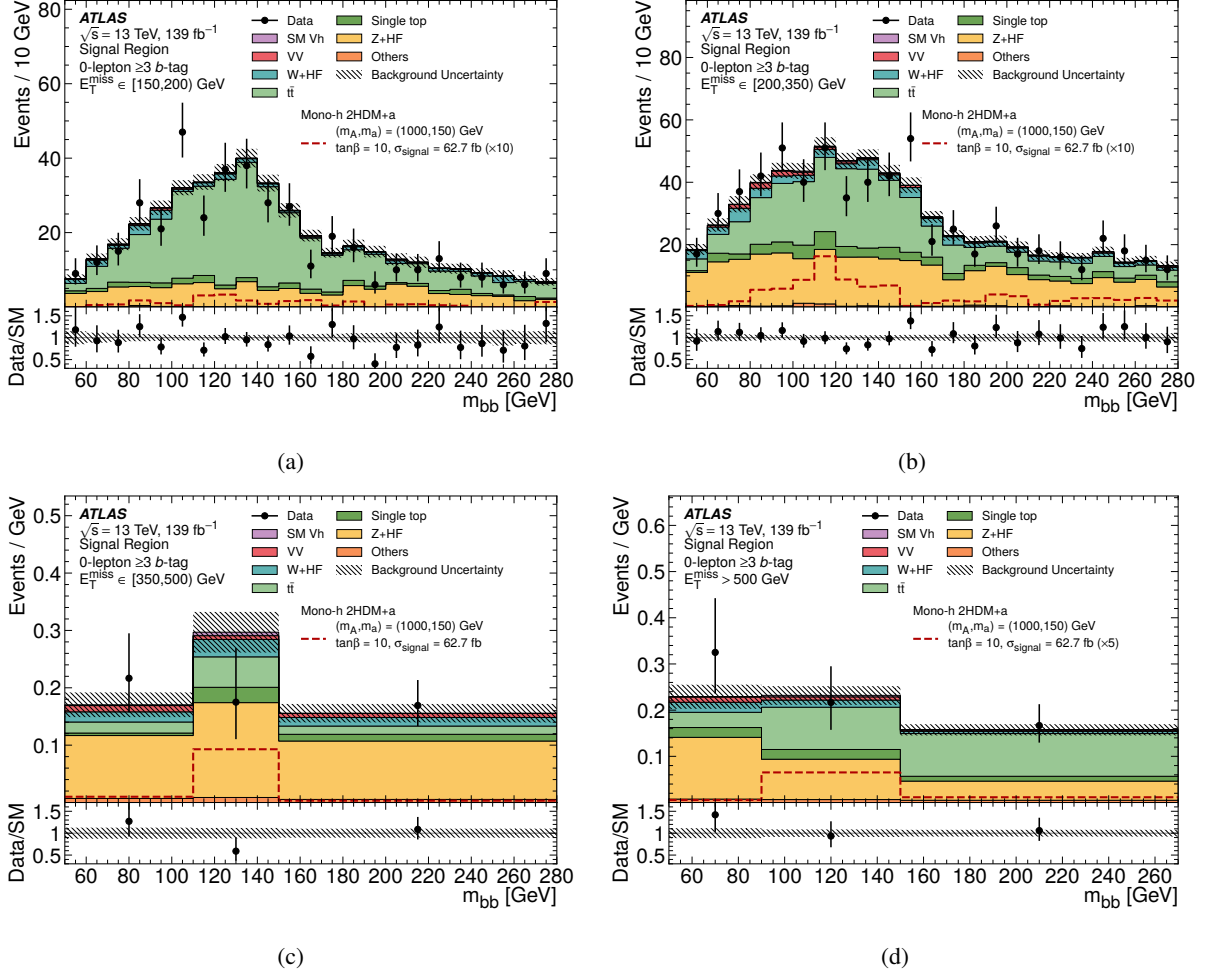 ATLAS
√s = 13 TeV, 139 fb⁻¹
Signal Region
0-lepton ≥3 b-tag
E_T^miss ∈ [150,200) GeV
Data
SM Vh
VV
W+HF
tt̄
Single top
Z+HF
Others
Background Uncertainty
Mono-h 2HDM+a
(m_A,m_a) = (1000,150) GeV
tanβ = 10, σ_signal = 62.7 fb (×10)
Events / 10 GeV
80
60
40
20
Data/SM
1.5
1
0.5
60 80 100 120 140 160 180 200 220 240 260 280
m_bb [GeV]
(a)
ATLAS
√s = 13 TeV, 139 fb⁻¹
Signal Region
0-lepton ≥3 b-tag
E_T^miss ∈ [200,350) GeV
Data
SM Vh
VV
W+HF
tt̄
Single top
Z+HF
Others
Background Uncertainty
Mono-h 2HDM+a
(m_A,m_a) = (1000,150) GeV
tanβ = 10, σ_signal = 62.7 fb (×10)
Events / 10 GeV
80
60
40
20
Data/SM
1.5
1
0.5
60 80 100 120 140 160 180 200 220 240 260 280
m_bb [GeV]
(b)
ATLAS
√s = 13 TeV, 139 fb⁻¹
Signal Region
0-lepton ≥3 b-tag
E_T^miss ∈ [350,500) GeV
Data
SM Vh
VV
W+HF
tt̄
Single top
Z+HF
Others
Background Uncertainty
Mono-h 2HDM+a
(m_A,m_a) = (1000,150) GeV
tanβ = 10, σ_signal = 62.7 fb
Events / GeV
0.5
0.4
0.3
0.2
0.1
Data/SM
1.5
1
0.5
60 80 100 120 140 160 180 200 220 240 260 280
m_bb [GeV]
(c)
ATLAS
√s = 13 TeV, 139 fb⁻¹
Signal Region
0-lepton ≥3 b-tag
E_T^miss > 500 GeV
Data
SM Vh
VV
W+HF
tt̄
Single top
Z+HF
Others
Background Uncertainty
Mono-h 2HDM+a
(m_A,m_a) = (1000,150) GeV
tanβ = 10, σ_signal = 62.7 fb (×5)
Events / GeV
0.6
0.5
0.4
0.3
0.2
0.1
Data/SM
1.5
1
0.5
60 80 100 120 140 160 180 200 220 240 260
m_bb [GeV]
(d)